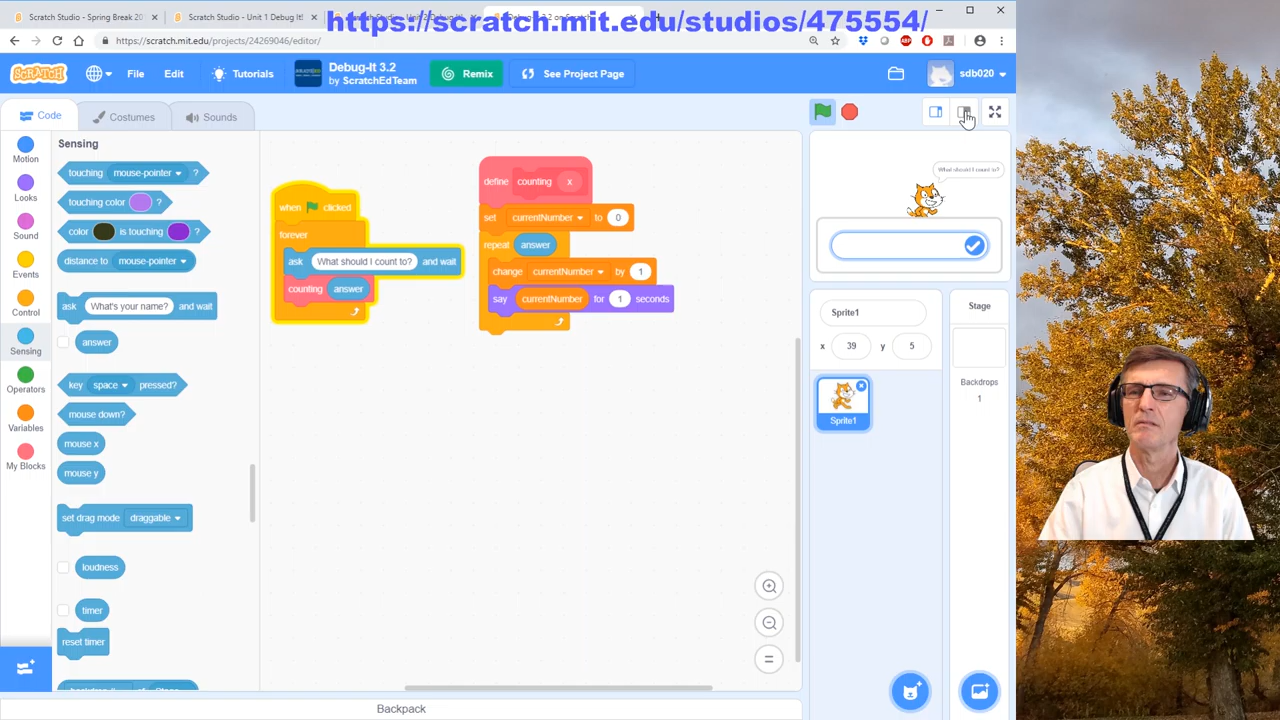 Scratch Studio - Spring Break 20
Scratch Studio - Unit 1 Debug It!
https://scratch.mit.edu/studios/475554/
https://scratch.mit.edu/projects/24269046/editor/
ABP
SCRATCH
File
Edit
Tutorials
Debug-It 3.2
by ScratchEdTeam
Remix
See Project Page
sdb020
Code
Costumes
Sounds
Motion
Looks
Sound
Events
Control
Sensing
Operators
Variables
My Blocks
Sensing
touching mouse-pointer ?
touching color ?
color is touching ?
distance to mouse-pointer
ask What's your name? and wait
answer
key space pressed?
mouse down?
mouse x
mouse y
set drag mode draggable
loudness
timer
reset timer
when clicked
forever
ask What should I count to? and wait
counting answer
define counting x
set currentNumber to 0
repeat answer
change currentNumber by 1
say currentNumber for 1 seconds
What should I count to?
Sprite1
x 39 y 5
Sprite1
Stage
Backdrops
1
Backpack